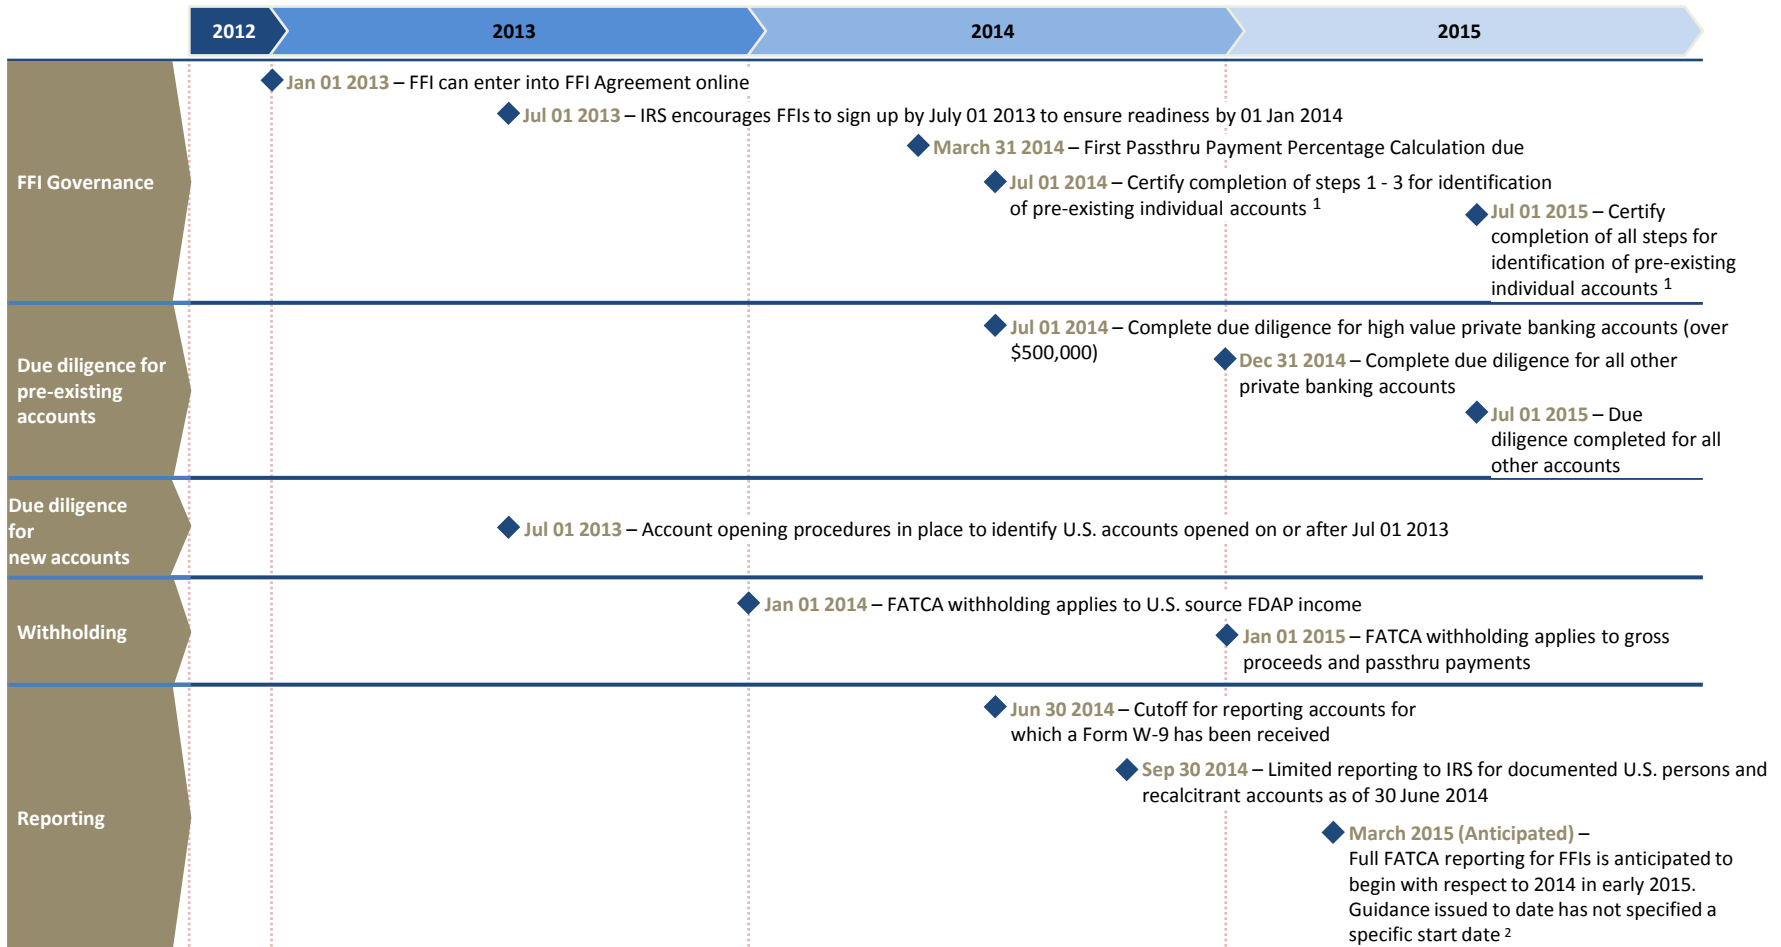 2012
2013
2014
2015
FFI Governance
Jan 01 2013 – FFI can enter into FFI Agreement online
Jul 01 2013 – IRS encourages FFIs to sign up by July 01 2013 to ensure readiness by 01 Jan 2014
March 31 2014 – First Passthru Payment Percentage Calculation due
Jul 01 2014 – Certify completion of steps 1 - 3 for identification
of pre-existing individual accounts 1
Jul 01 2015 – Certify
completion of all steps for
identification of pre-existing
individual accounts 1
Due diligence for
pre-existing
accounts
Jul 01 2014 – Complete due diligence for high value private banking accounts (over
$500,000)
Dec 31 2014 – Complete due diligence for all other
private banking accounts
Jul 01 2015 – Due
diligence completed for all
other accounts
Due diligence
for
new accounts
Jul 01 2013 – Account opening procedures in place to identify U.S. accounts opened on or after Jul 01 2013
Withholding
Jan 01 2014 – FATCA withholding applies to U.S. source FDAP income
Jan 01 2015 – FATCA withholding applies to gross
proceeds and passthru payments
Reporting
Jun 30 2014 – Cutoff for reporting accounts for
which a Form W-9 has been received
Sep 30 2014 – Limited reporting to IRS for documented U.S. persons and
recalcitrant accounts as of 30 June 2014
March 2015 (Anticipated) –
Full FATCA reporting for FFIs is anticipated to
begin with respect to 2014 in early 2015.
Guidance issued to date has not specified a
specific start date 2